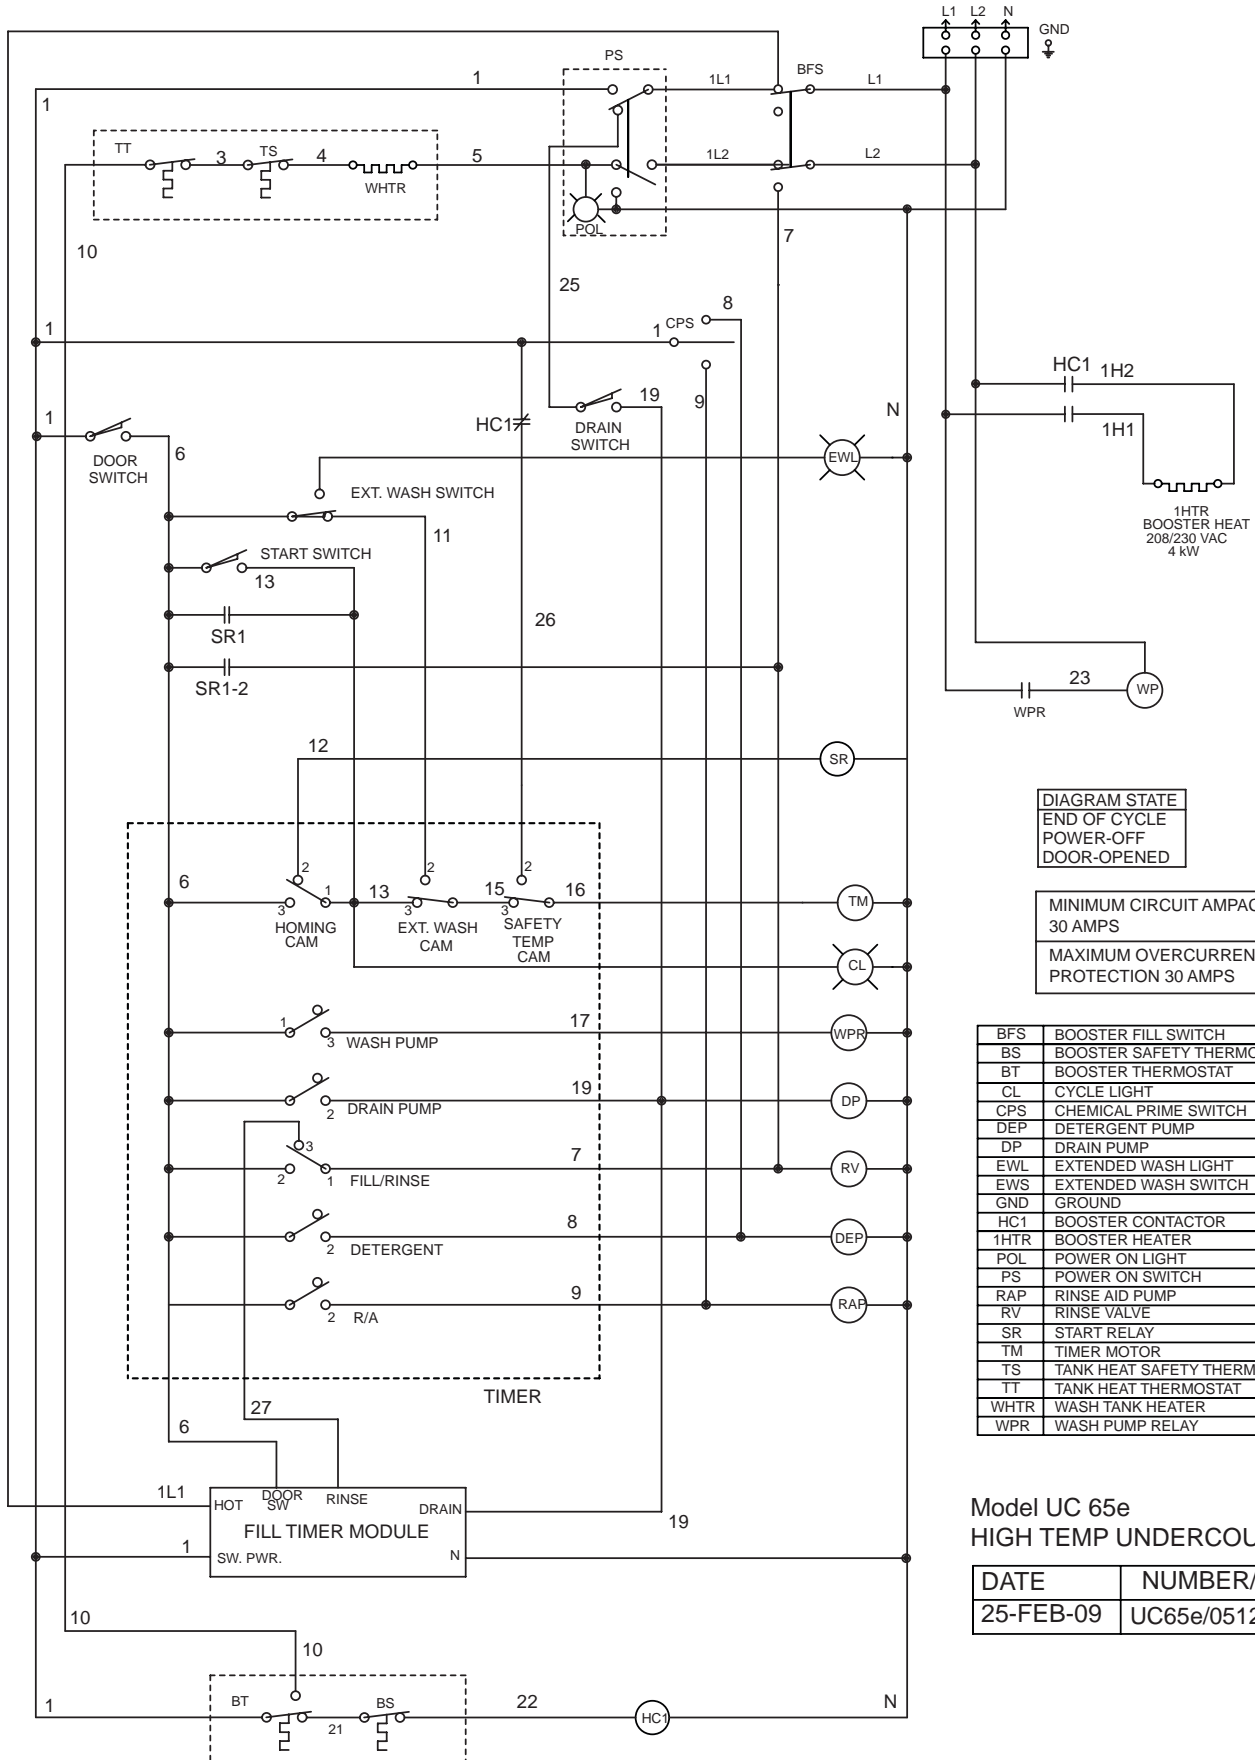 L1 L2 N
GND
PS
1 1L1 BFS L1
1
TT 3 TS 4 5 1L2 L2
WHTR
POL
10 7
25
8
1 1 CPS
HC1 1H2
1 19 9 N
HC1 DRAIN
SWITCH
1H1
DOOR
SWITCH
6
EWL
EXT. WASH SWITCH
1HTR
BOOSTER HEAT
208/230 VAC
4 kW
11
START SWITCH
13
26
SR1
SR1-2
23 WP
WPR
12
SR
DIAGRAM STATE
END OF CYCLE
POWER-OFF
DOOR-OPENED
2 2 2
6 1 13 15 16
3 3 3 TM
HOMING
CAM
EXT. WASH
CAM
SAFETY
TEMP
CAM
MINIMUM CIRCUIT AMPAC
30 AMPS
MAXIMUM OVERCURREN
PROTECTION 30 AMPS
CL
1 17
3 WASH PUMP WPR
19
2 DRAIN PUMP DP
3 7
2 1 FILL/RINSE RV
8
2 DETERGENT DEP
9
2 R/A RAP
TIMER
BFS BOOSTER FILL SWITCH
BS BOOSTER SAFETY THERMO
BT BOOSTER THERMOSTAT
CL CYCLE LIGHT
CPS CHEMICAL PRIME SWITCH
DEP DETERGENT PUMP
DP DRAIN PUMP
EWL EXTENDED WASH LIGHT
EWS EXTENDED WASH SWITCH
GND GROUND
HC1 BOOSTER CONTACTOR
1HTR BOOSTER HEATER
POL POWER ON LIGHT
PS POWER ON SWITCH
RAP RINSE AID PUMP
RV RINSE VALVE
SR START RELAY
TM TIMER MOTOR
TS TANK HEAT SAFETY THERM
TT TANK HEAT THERMOSTAT
WHTR WASH TANK HEATER
WPR WASH PUMP RELAY
27
6
1L1 HOT DOOR
SW RINSE DRAIN
FILL TIMER MODULE 19
1 SW. PWR. N
Model UC 65e
HIGH TEMP UNDERCOU
DATE NUMBER/
25-FEB-09 UC65e/0512
10
10
1 BT 21 BS 22 HC1 N